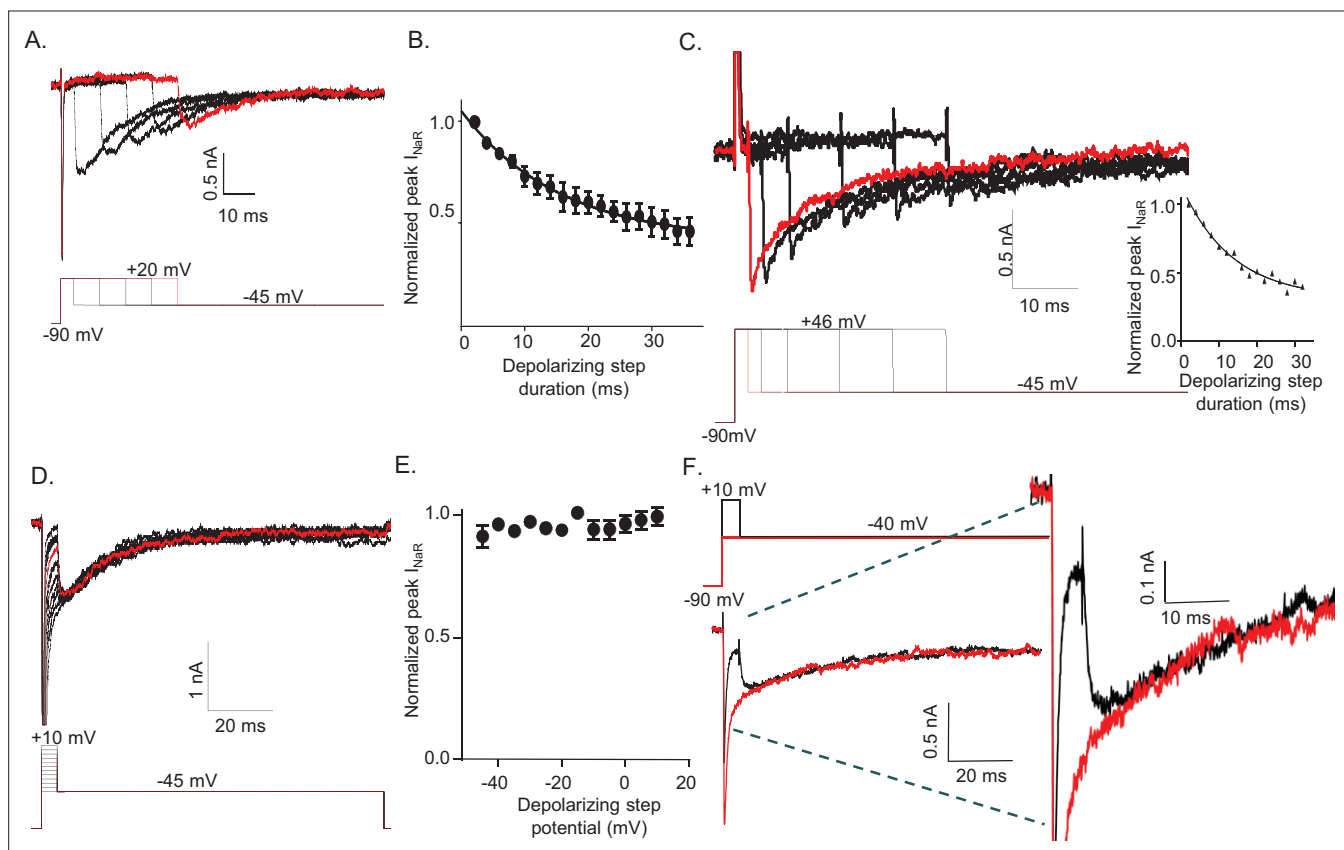 A.
0.5 nA
10 ms
+20 mV
-45 mV
-90 mV
B.
Normalized peak I_NaR
1.0
0.5
0
10
20
30
Depolarizing step
duration (ms)
C.
0.5 nA
10 ms
+46 mV
-45 mV
-90mV
Normalized peak I_NaR
1.0
0.5
0.0
0
10
20
30
Depolarizing step
duration (ms)
D.
1 nA
20 ms
+10 mV
-45 mV
E.
Normalized peak I_NaR
1.0
0.5
0.0
-40
-20
0
20
Depolarizing step
potential (mV)
F.
+10 mV
-40 mV
-90 mV
0.5 nA
20 ms
0.1 nA
10 ms